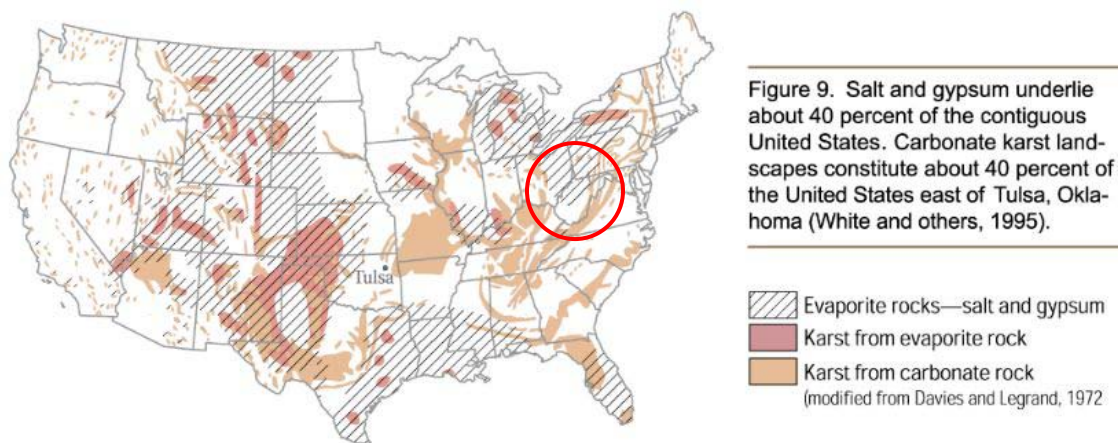 Tulsa
Figure 9. Salt and gypsum underlie
about 40 percent of the contiguous
United States. Carbonate karst land-
scapes constitute about 40 percent of
the United States east of Tulsa, Okla-
homa (White and others, 1995).
Evaporite rocks—salt and gypsum
Karst from evaporite rock
Karst from carbonate rock
(modified from Davies and Legrand, 1972